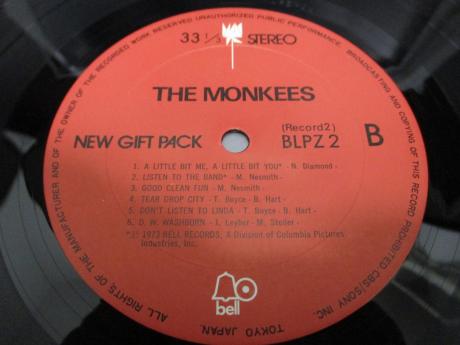 33 1/3 STEREO
THE MONKEES
NEW GIFT PACK
(Record2)
BLPZ 2
B
1. A LITTLE BIT ME, A LITTLE BIT YOU* - N. Diamond -
2. LISTEN TO THE BAND* - M. Nesmith -
3. GOOD CLEAN FUN - M. Nesmith -
4. TEAR DROP CITY - T. Boyce - B. Hart -
5. DON'T LISTEN TO LINDA - T. Boyce - B. Hart -
6. D. W. WASHBURN - J. Leyber - M. Stoller -
1973 BELL RECORDS, A Division of Columbia Pictures
Industries, Inc.
bell
ALL RIGHTS OF THE MANUFACTURER AND OF THE OWNER OF THE RECORDED WORK RESERVED UNAUTHORIZED PUBLIC PERFORMANCE, BROADCASTING AND COPYING OF THIS RECORD PROHIBITED CBS/SONY INC.
TOKYO JAPAN.